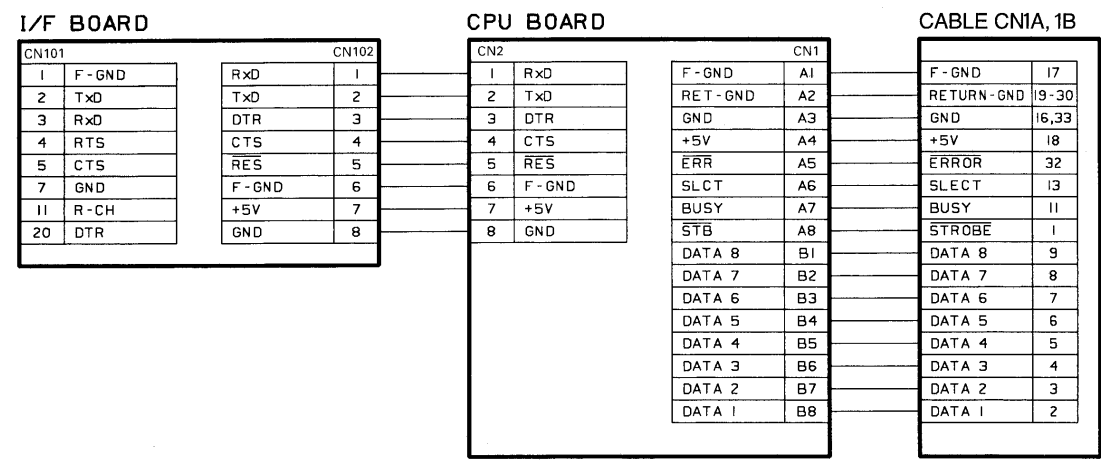 I/F BOARD
CPU BOARD
CABLE CN1A, 1B
CN101 CN102 CN2 CN1
1 F-GND RxD 1 1 RxD F-GND A1 F-GND 17
2 TxD TxD 2 2 TxD RET-GND A2 RETURN-GND 19-30
3 RxD DTR 3 3 DTR GND A3 GND 16,33
4 RTS CTS 4 4 CTS +5V A4 +5V 18
5 CTS R̅E̅S̅ 5 5 R̅E̅S̅ E̅R̅R̅ A5 E̅R̅R̅O̅R̅ 32
7 GND F-GND 6 6 F-GND SLCT A6 SLECT 13
11 R-CH +5V 7 7 +5V BUSY A7 BUSY 11
20 DTR GND 8 8 GND S̅T̅B̅ A8 S̅T̅R̅O̅B̅E̅ 1
DATA 8 B1 DATA 8 9
DATA 7 B2 DATA 7 8
DATA 6 B3 DATA 6 7
DATA 5 B4 DATA 5 6
DATA 4 B5 DATA 4 5
DATA 3 B6 DATA 3 4
DATA 2 B7 DATA 2 3
DATA 1 B8 DATA 1 2